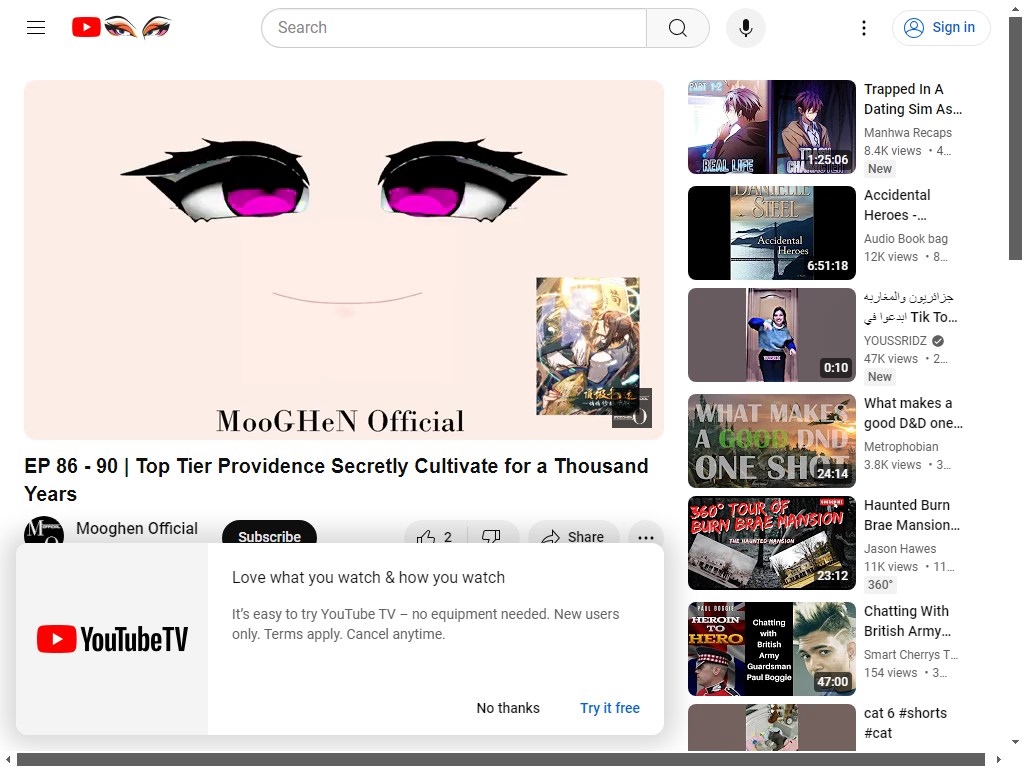 Search
Sign in
MooGHeN Official
EP 86 - 90 | Top Tier Providence Secretly Cultivate for a Thousand
Years
Mooghen Official
Subscribe
2
Share
YouTubeTV
Love what you watch & how you watch
It's easy to try YouTube TV – no equipment needed. New users
only. Terms apply. Cancel anytime.
No thanks
Try it free
PART 1-2
REAL LIFE
1:25:06
Trapped In A
Dating Sim As…
Manhwa Recaps
8.4K views • 4…
New
DANIELLE
STEEL
Accidental
Heroes
6:51:18
Accidental
Heroes -…
Audio Book bag
12K views • 8…
0:10
جزائريون والمغاربه
ابدعوا في Tik To…
YOUSSRIDZ
47K views • 2…
New
WHAT MAKES
A GOOD DND
ONE SHOT
24:14
What makes a
good D&D one…
Metrophobian
3.8K views • 3…
360° TOUR OF
BURN BRAE MANSION
THE HAUNTED MANSION
23:12
Haunted Burn
Brae Mansion…
Jason Hawes
11K views • 11…
360°
PAUL BOGGIE
HEROIN
TO
HERO
Chatting
with
British
Army
Guardsman
Paul Boggie
47:00
Chatting With
British Army…
Smart Cherrys T…
154 views • 3…
cat 6 #shorts
#cat